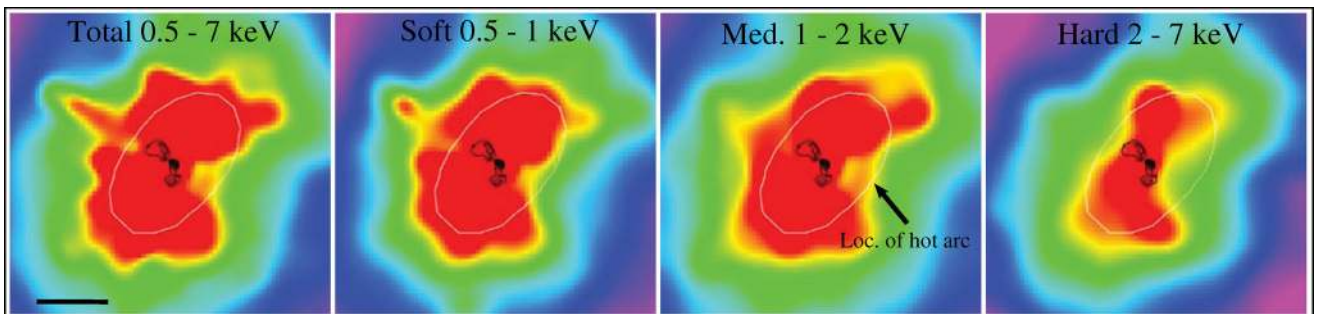 Total 0.5 - 7 keV
Soft 0.5 - 1 keV
Med. 1 - 2 keV
Hard 2 - 7 keV
Loc. of hot arc